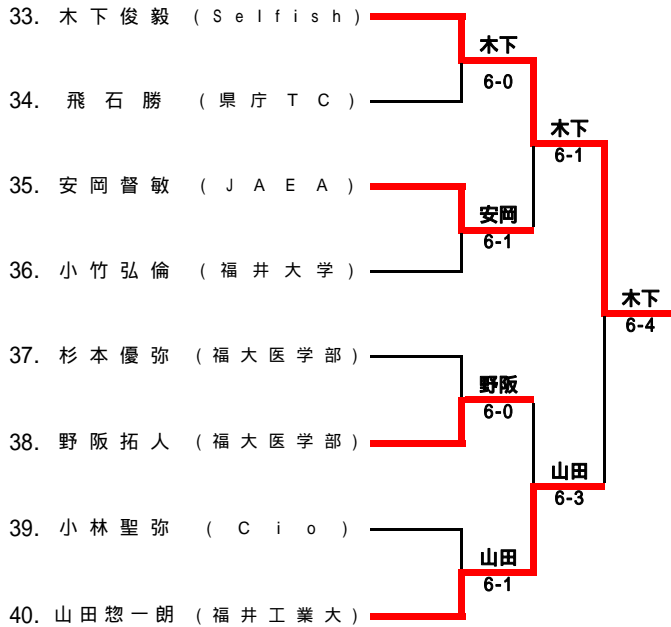 33. 木下俊毅 (Selfish)
木下
6-0
34. 飛石勝 (県庁TC)
木下
6-1
35. 安岡督敏 (JAEA)
安岡
6-1
36. 小竹弘倫 (福井大学)
木下
6-4
37. 杉本優弥 (福大医学部)
野阪
6-0
38. 野阪拓人 (福大医学部)
山田
6-3
39. 小林聖弥 (Cio)
山田
6-1
40. 山田惣一朗 (福井工業大)